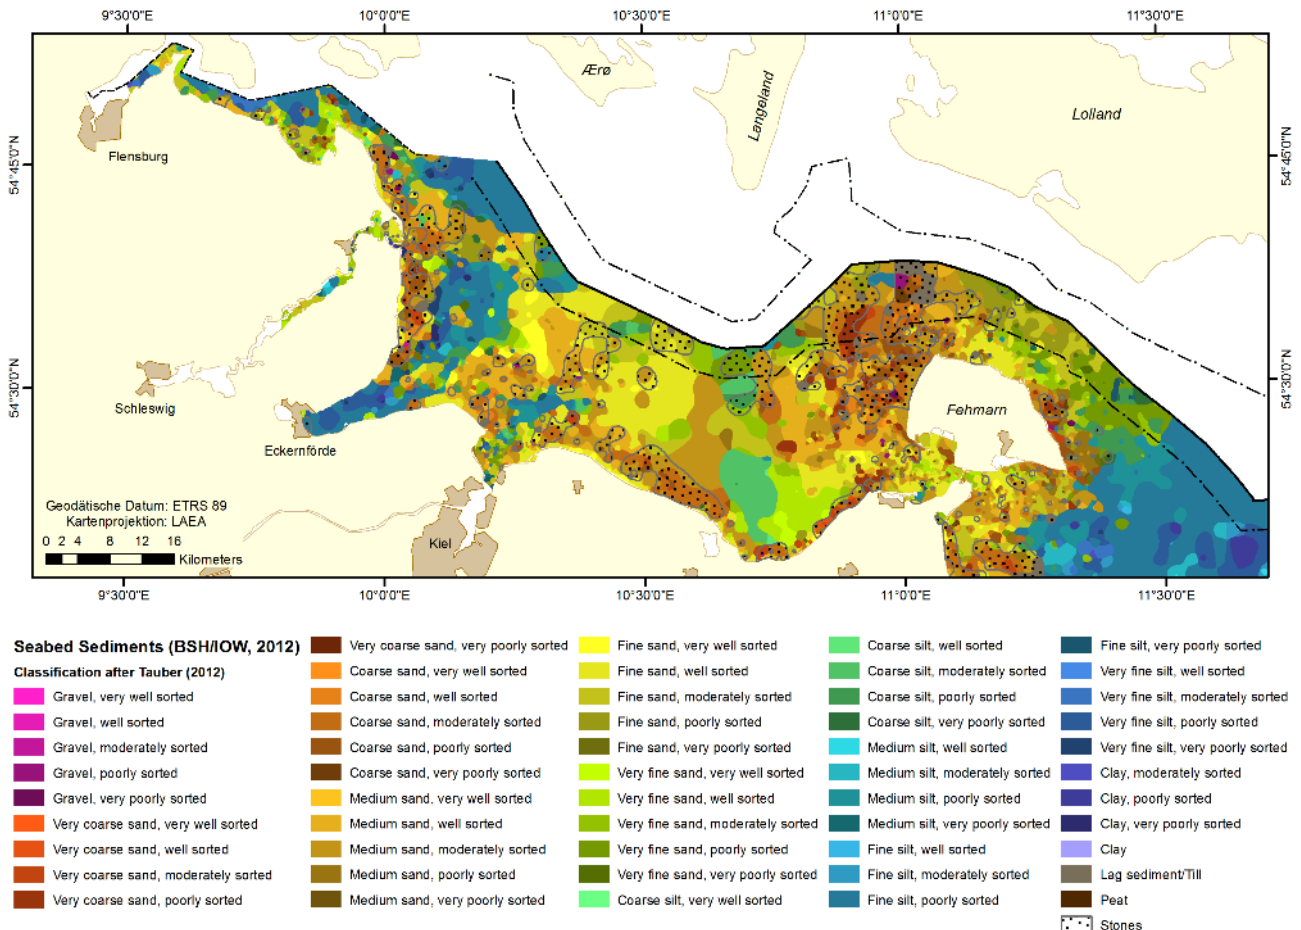 9°30'0"E 10°0'0"E 10°30'0"E 11°0'0"E 11°30'0"E
Ærø
Langeland
Lolland
Flensburg
54°45'0"N
54°45'0"N
Schleswig
54°30'0"N
54°30'0"N
Fehmarn
Eckernförde
Geodätische Datum: ETRS 89
Kartenprojektion: LAEA
0 2 4 8 12 16
Kilometers
Kiel
9°30'0"E 10°0'0"E 10°30'0"E 11°0'0"E 11°30'0"E
Seabed Sediments (BSH/IOW, 2012)
Classification after Tauber (2012)
Gravel, very well sorted
Gravel, well sorted
Gravel, moderately sorted
Gravel, poorly sorted
Gravel, very poorly sorted
Very coarse sand, very well sorted
Very coarse sand, well sorted
Very coarse sand, moderately sorted
Very coarse sand, poorly sorted
Very coarse sand, very poorly sorted
Coarse sand, very well sorted
Coarse sand, well sorted
Coarse sand, moderately sorted
Coarse sand, poorly sorted
Coarse sand, very poorly sorted
Medium sand, very well sorted
Medium sand, well sorted
Medium sand, moderately sorted
Medium sand, poorly sorted
Medium sand, very poorly sorted
Fine sand, very well sorted
Fine sand, well sorted
Fine sand, moderately sorted
Fine sand, poorly sorted
Fine sand, very poorly sorted
Very fine sand, very well sorted
Very fine sand, well sorted
Very fine sand, moderately sorted
Very fine sand, poorly sorted
Very fine sand, very poorly sorted
Coarse silt, very well sorted
Coarse silt, well sorted
Coarse silt, moderately sorted
Coarse silt, poorly sorted
Coarse silt, very poorly sorted
Medium silt, well sorted
Medium silt, moderately sorted
Medium silt, poorly sorted
Medium silt, very poorly sorted
Fine silt, well sorted
Fine silt, moderately sorted
Fine silt, poorly sorted
Fine silt, very poorly sorted
Very fine silt, well sorted
Very fine silt, moderately sorted
Very fine silt, poorly sorted
Very fine silt, very poorly sorted
Clay, moderately sorted
Clay, poorly sorted
Clay, very poorly sorted
Clay
Lag sediment/Till
Peat
Stones